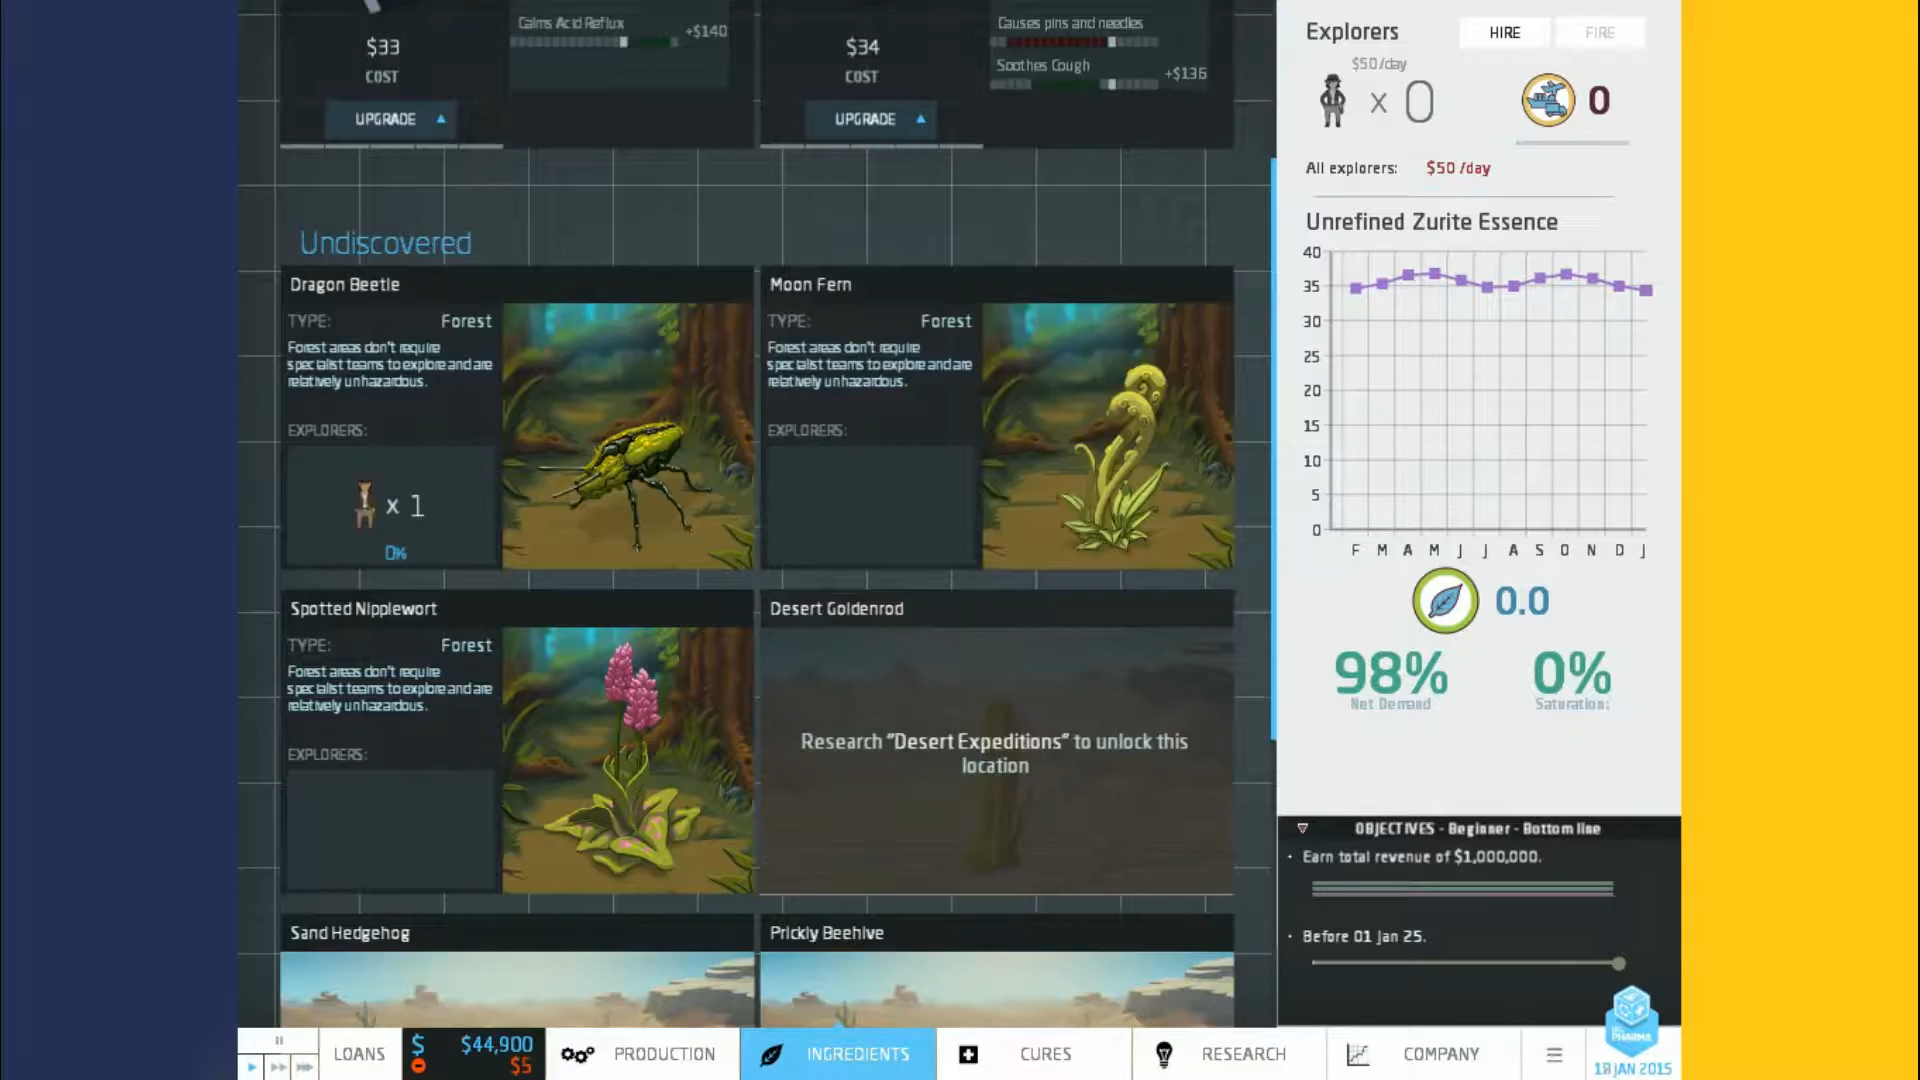 Calms Acid Reflux
+$140
$33
COST
UPGRADE
Causes pins and needles
Soothes Cough
+$136
$34
COST
UPGRADE
Undiscovered
Dragon Beetle
TYPE: Forest
Forest areas don't require
specialist teams to explore and are
relatively unhazardous.
EXPLORERS:
x 1
0%
Moon Fern
TYPE: Forest
Forest areas don't require
specialist teams to explore and are
relatively unhazardous.
EXPLORERS:
Spotted Nipplewort
TYPE: Forest
Forest areas don't require
specialist teams to explore and are
relatively unhazardous.
EXPLORERS:
Desert Goldenrod
Research "Desert Expeditions" to unlock this
location
Sand Hedgehog
Prickly Beehive
Explorers
HIRE
FIRE
$50/day
x 0
0
All explorers: $50 /day
Unrefined Zurite Essence
40
35
30
25
20
15
10
5
0
F M A M J J A S O N D J
0.0
98%
Net Demand
0%
Saturation:
OBJECTIVES - Beginner - Bottom line
• Earn total revenue of $1,000,000.
• Before 01 Jan 25.
LOANS
$ $44,900
$5
PRODUCTION
INGREDIENTS
CURES
RESEARCH
COMPANY
BIG PHARMA
18 JAN 2015